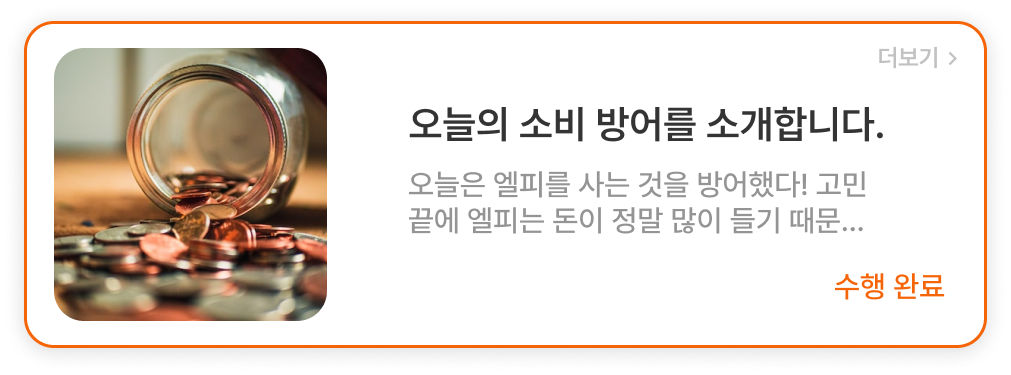 더보기 >
오늘의 소비 방어를 소개합니다.
오늘은 엘피를 사는 것을 방어했다! 고민
끝에 엘피는 돈이 정말 많이 들기 때문...
수행 완료